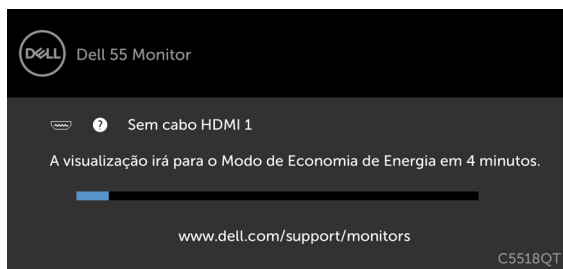 DELL Dell 55 Monitor
? Sem cabo HDMI 1
A visualização irá para o Modo de Economia de Energia em 4 minutos.
www.dell.com/support/monitors
C5518QT